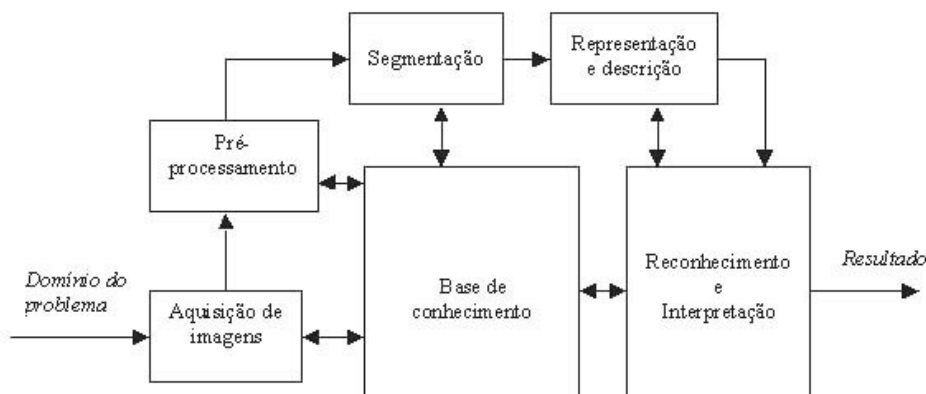 Segmentação
Representação
e descrição
Pré-
processamento
Domínio do
problema
Aquisição de
imagens
Base de
conhecimento
Reconhecimento
e
Interpretação
Resultado